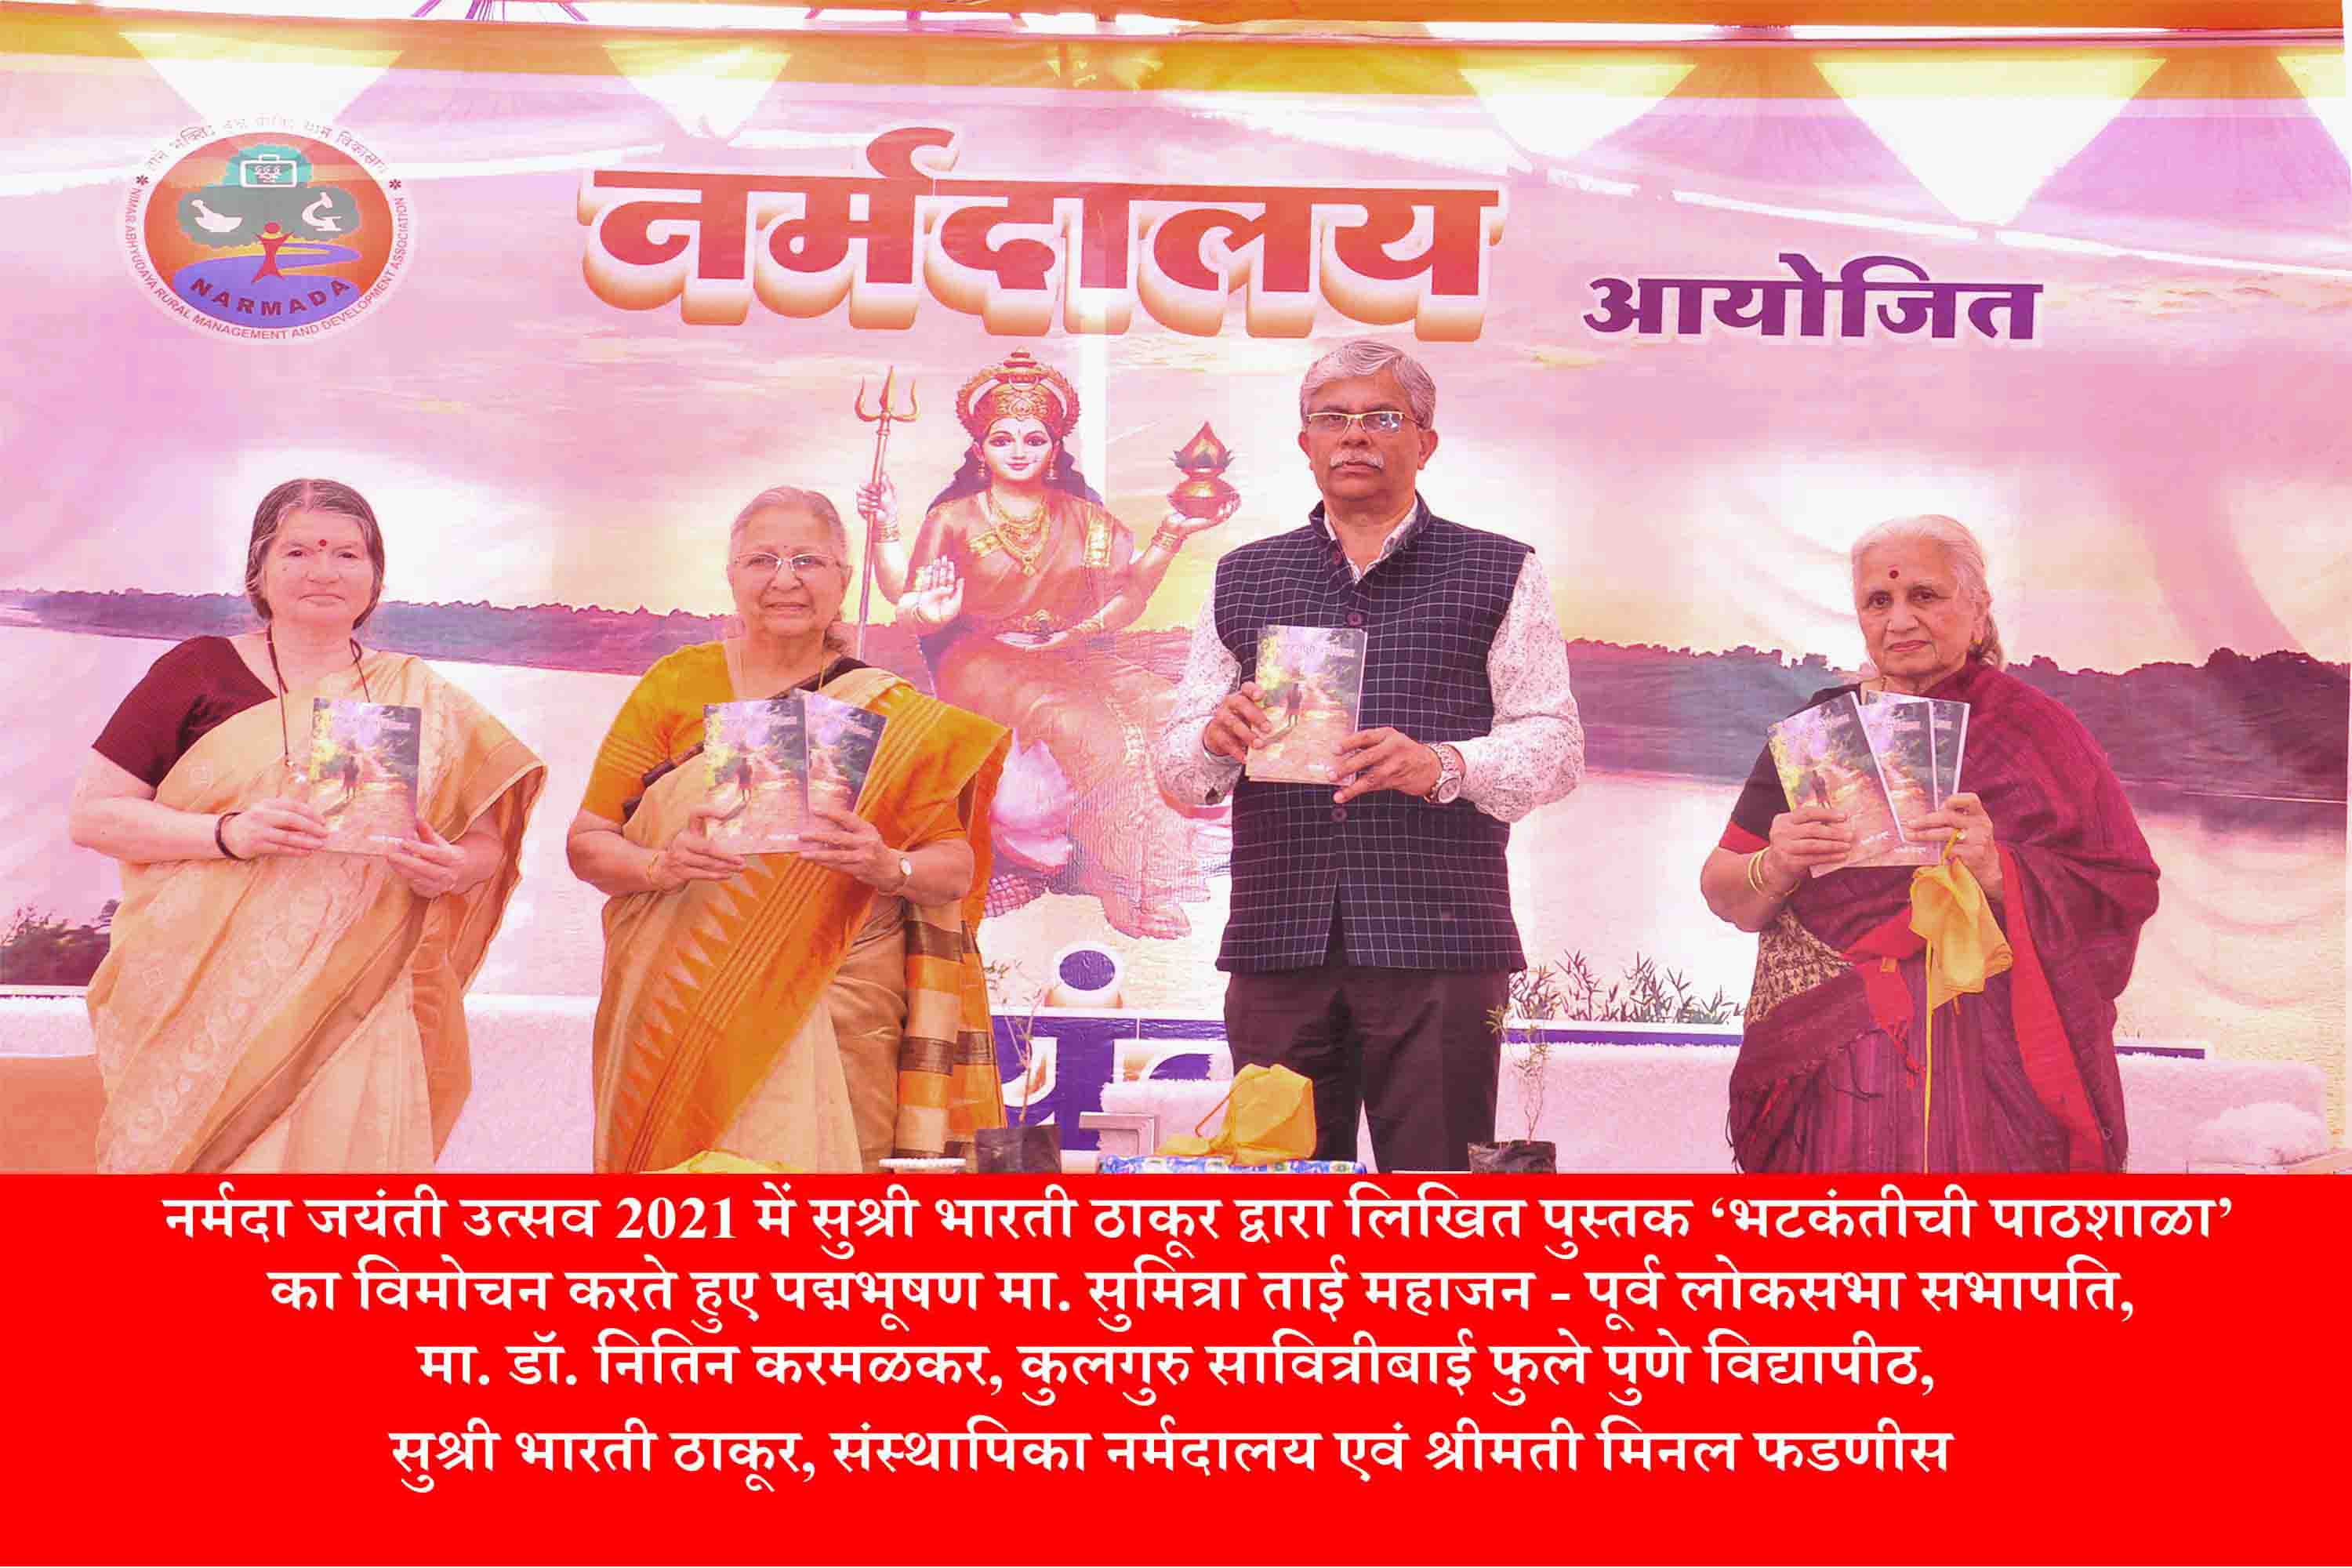 नर्मदालय
आयोजित
NARMADA
NIMAR ABHYUDAYA RURAL MANAGEMENT AND DEVELOPMENT ASSOCIATION
नर्मदा जयंती उत्सव 2021 में सुश्री भारती ठाकूर द्वारा लिखित पुस्तक ‘भटकंतीची पाठशाळा’
का विमोचन करते हुए पद्मभूषण मा. सुमित्रा ताई महाजन - पूर्व लोकसभा सभापति,
मा. डॉ. नितिन करमळकर, कुलगुरु सावित्रीबाई फुले पुणे विद्यापीठ,
सुश्री भारती ठाकूर, संस्थापिका नर्मदालय एवं श्रीमती मिनल फडणीस